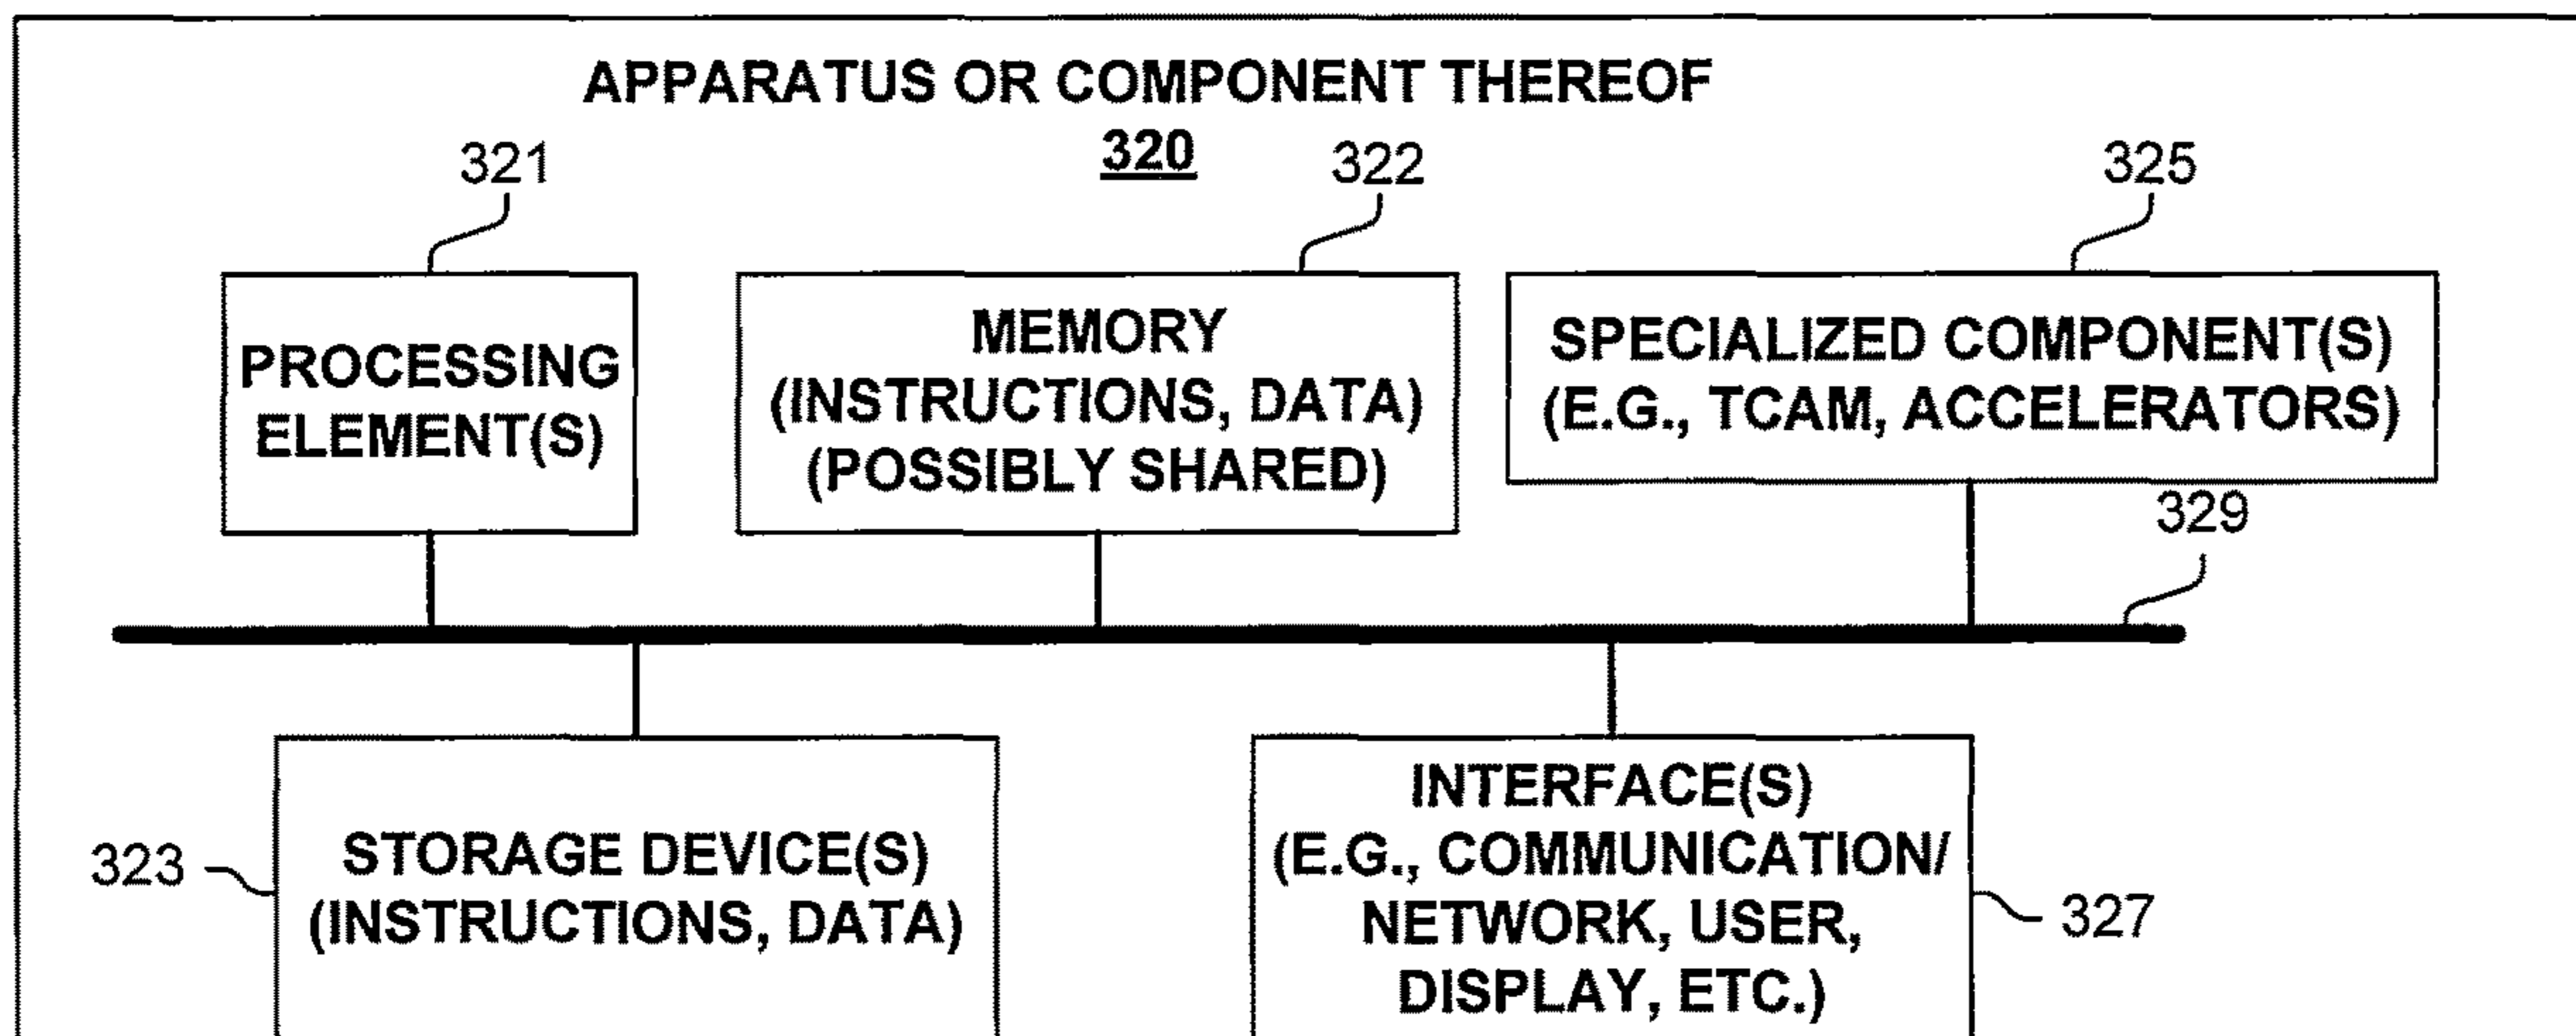 APPARATUS OR COMPONENT THEREOF
320
321
322
325
PROCESSING
ELEMENT(S)
MEMORY
(INSTRUCTIONS, DATA)
(POSSIBLY SHARED)
SPECIALIZED COMPONENT(S)
(E.G., TCAM, ACCELERATORS)
329
323
STORAGE DEVICE(S)
(INSTRUCTIONS, DATA)
INTERFACE(S)
(E.G., COMMUNICATION/
NETWORK, USER,
DISPLAY, ETC.)
327